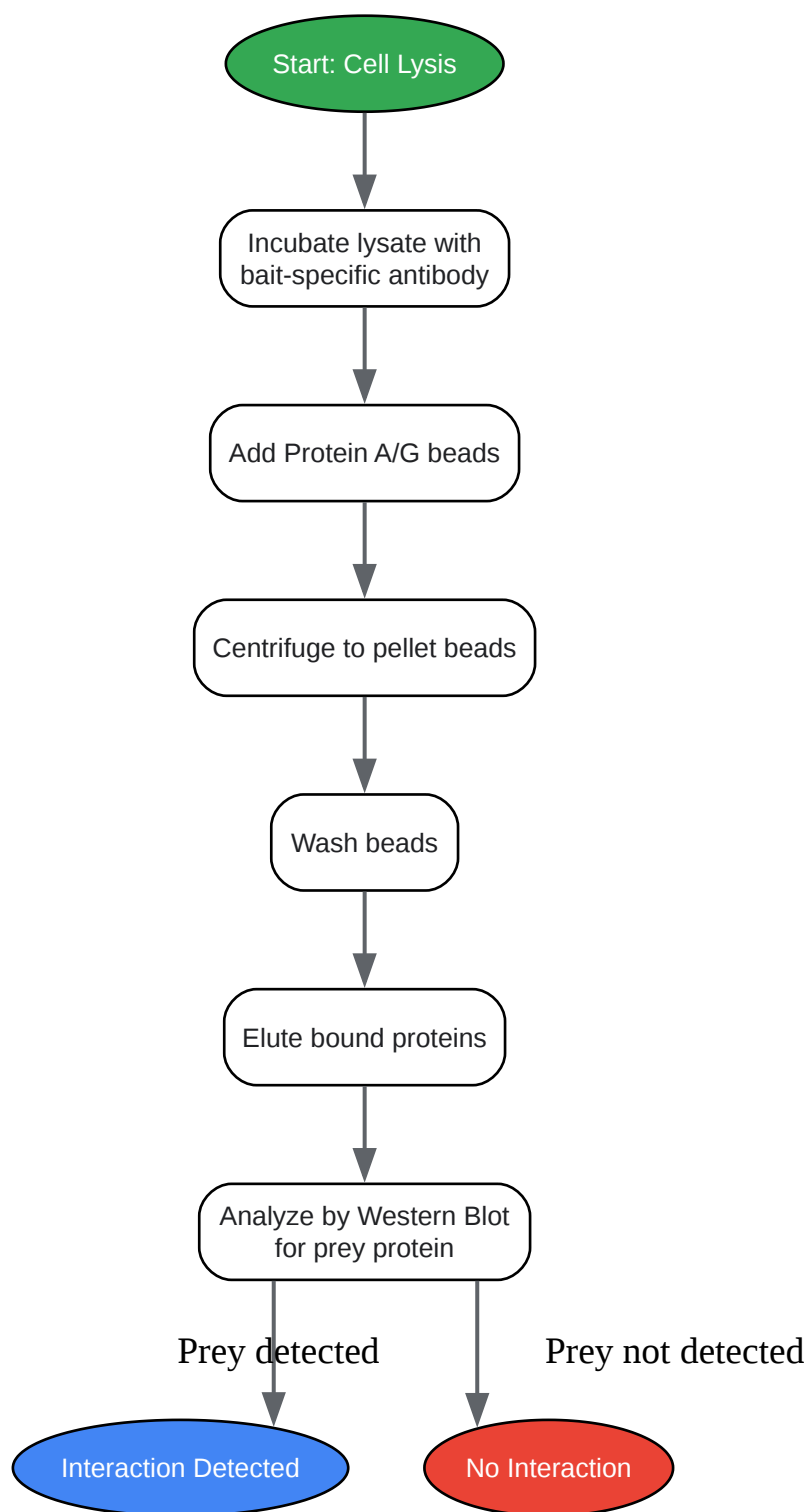 Start: Cell Lysis
Incubate lysate with
bait-specific antibody
Add Protein A/G beads
Centrifuge to pellet beads
Wash beads
Elute bound proteins
Analyze by Western Blot
for prey protein
Prey detected
Prey not detected
Interaction Detected
No Interaction